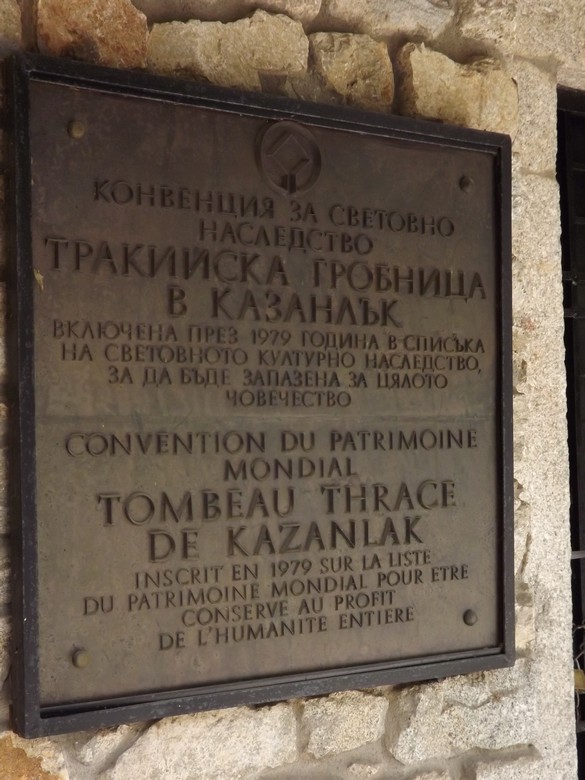 КОНВЕНЦИЯ ЗА СВЕТОВНО
НАСЛЕДСТВО
ТРАКИЙСКА ГРОБНИЦА
В КАЗАНЛЪК
ВКЛЮЧЕНА ПРЕЗ 1979 ГОДИНА В СПИСЪКА
НА СВЕТОВНОТО КУЛТУРНО НАСЛЕДСТВО,
ЗА ДА БЪДЕ ЗАПАЗЕНА ЗА ЦЯЛОТО
ЧОВЕЧЕСТВО
CONVENTION DU PATRIMOINE
MONDIAL
TOMBEAU THRACE
DE KAZANLAK
INSCRIT EN 1979 SUR LA LISTE
DU PATRIMOINE MONDIAL POUR ETRE
CONSERVE AU PROFIT
DE L'HUMANITE ENTIERE